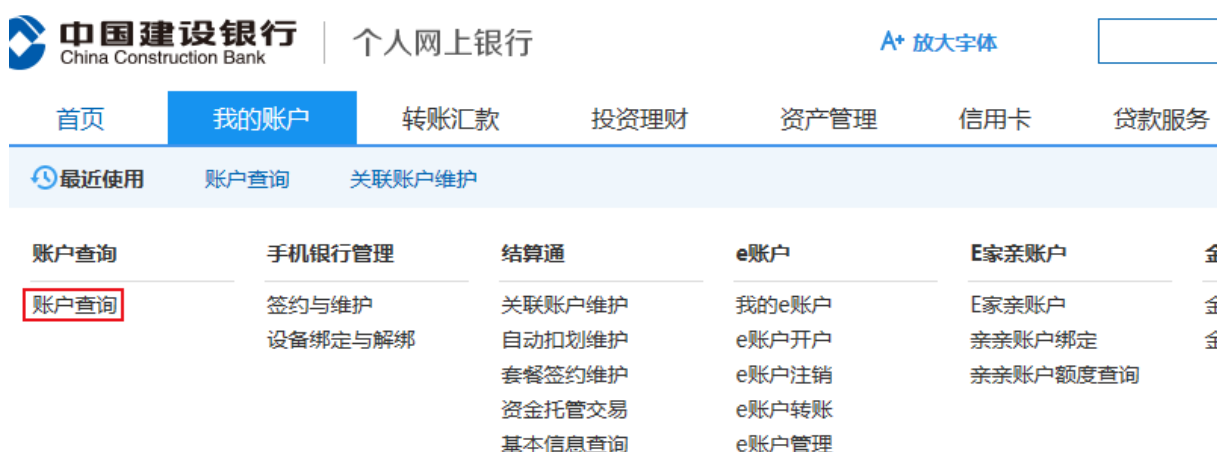 中国建设银行
China Construction Bank
个人网上银行
A+ 放大字体
首页 我的账户 转账汇款 投资理财 资产管理 信用卡 贷款服务
最近使用 账户查询 关联账户维护
账户查询 手机银行管理 结算通 e账户 E家亲账户 金
账户查询 签约与维护 关联账户维护 我的e账户 E家亲账户 金
设备绑定与解绑 自动扣划维护 e账户开户 亲亲账户绑定 金
套餐签约维护 e账户注销 亲亲账户额度查询
资金托管交易 e账户转账
基本信息查询 e账户管理